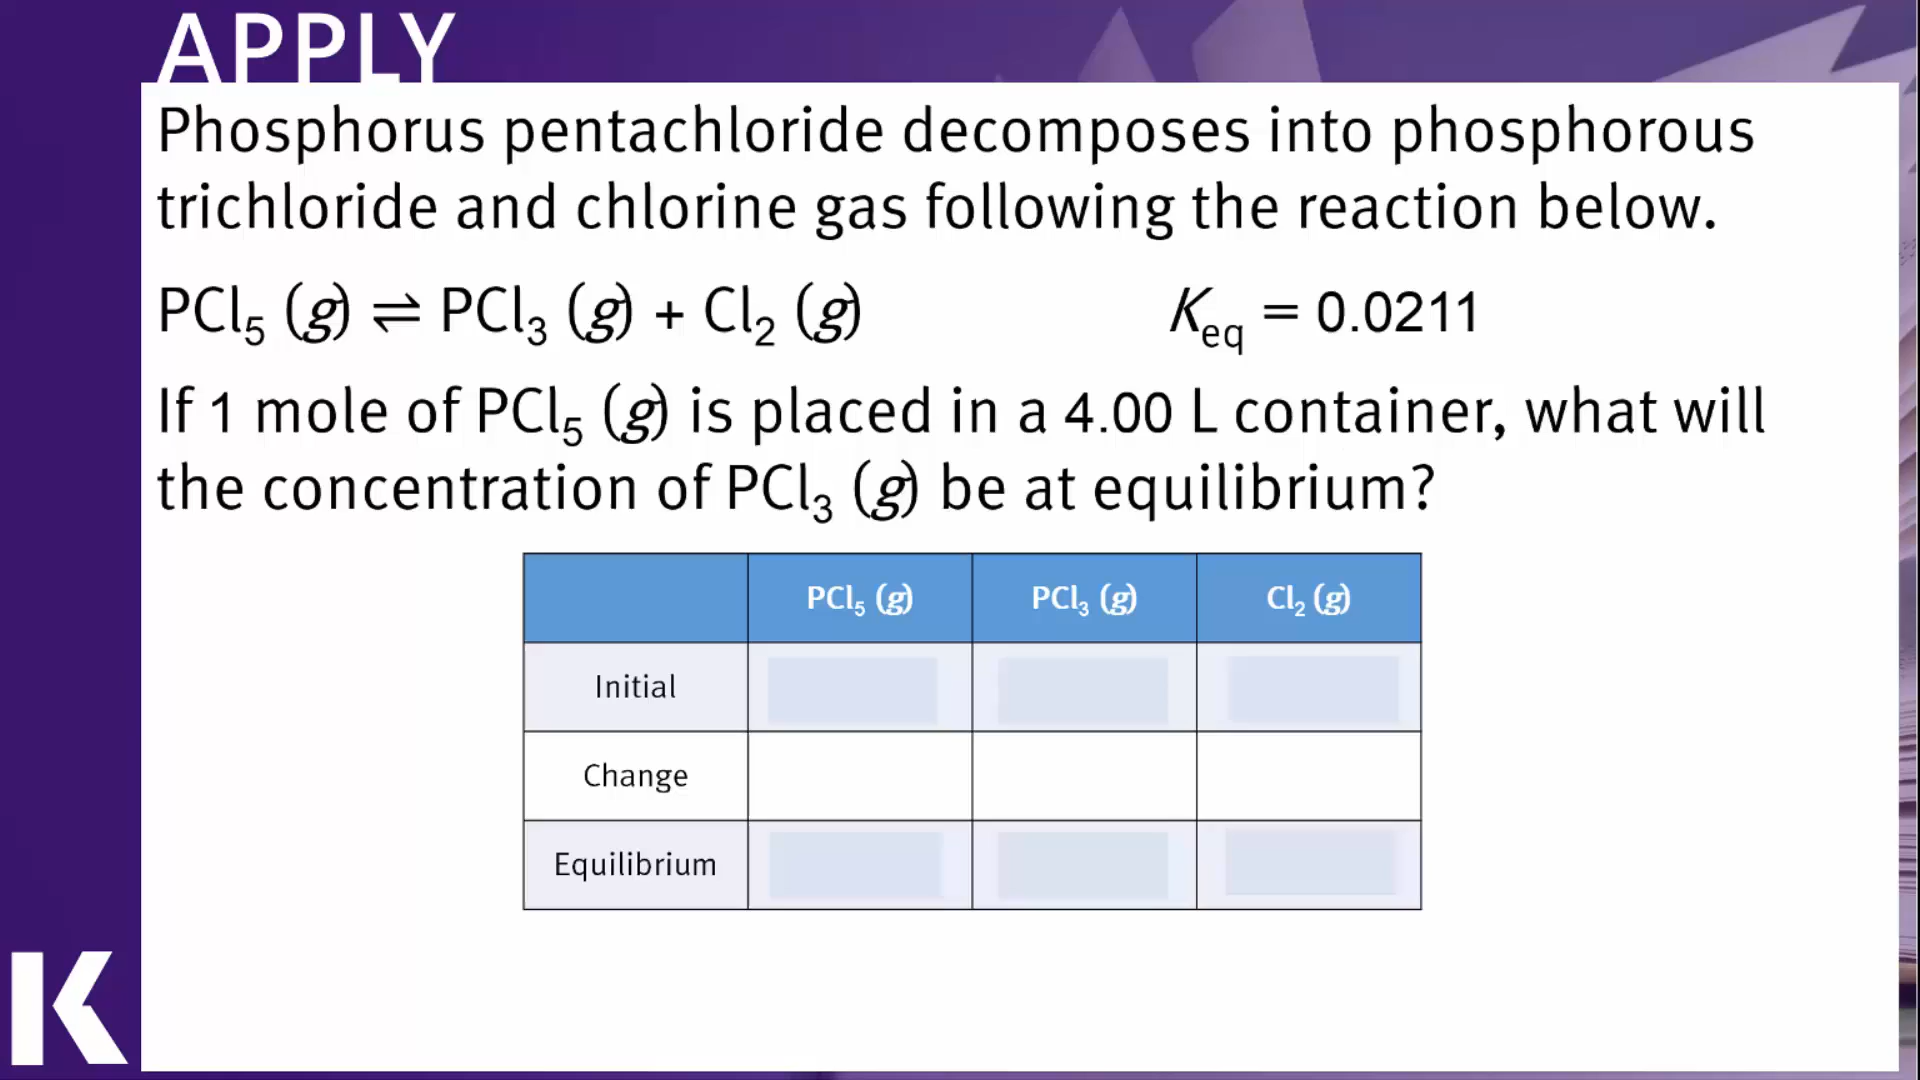 APPLY
Phosphorus pentachloride decomposes into phosphorous
trichloride and chlorine gas following the reaction below.
PCl₅ (g) ⇌ PCl₃ (g) + Cl₂ (g) Keq = 0.0211
If 1 mole of PCl₅ (g) is placed in a 4.00 L container, what will
the concentration of PCl₃ (g) be at equilibrium?
PCl₅ (g) PCl₃ (g) Cl₂ (g)
Initial
Change
Equilibrium
K